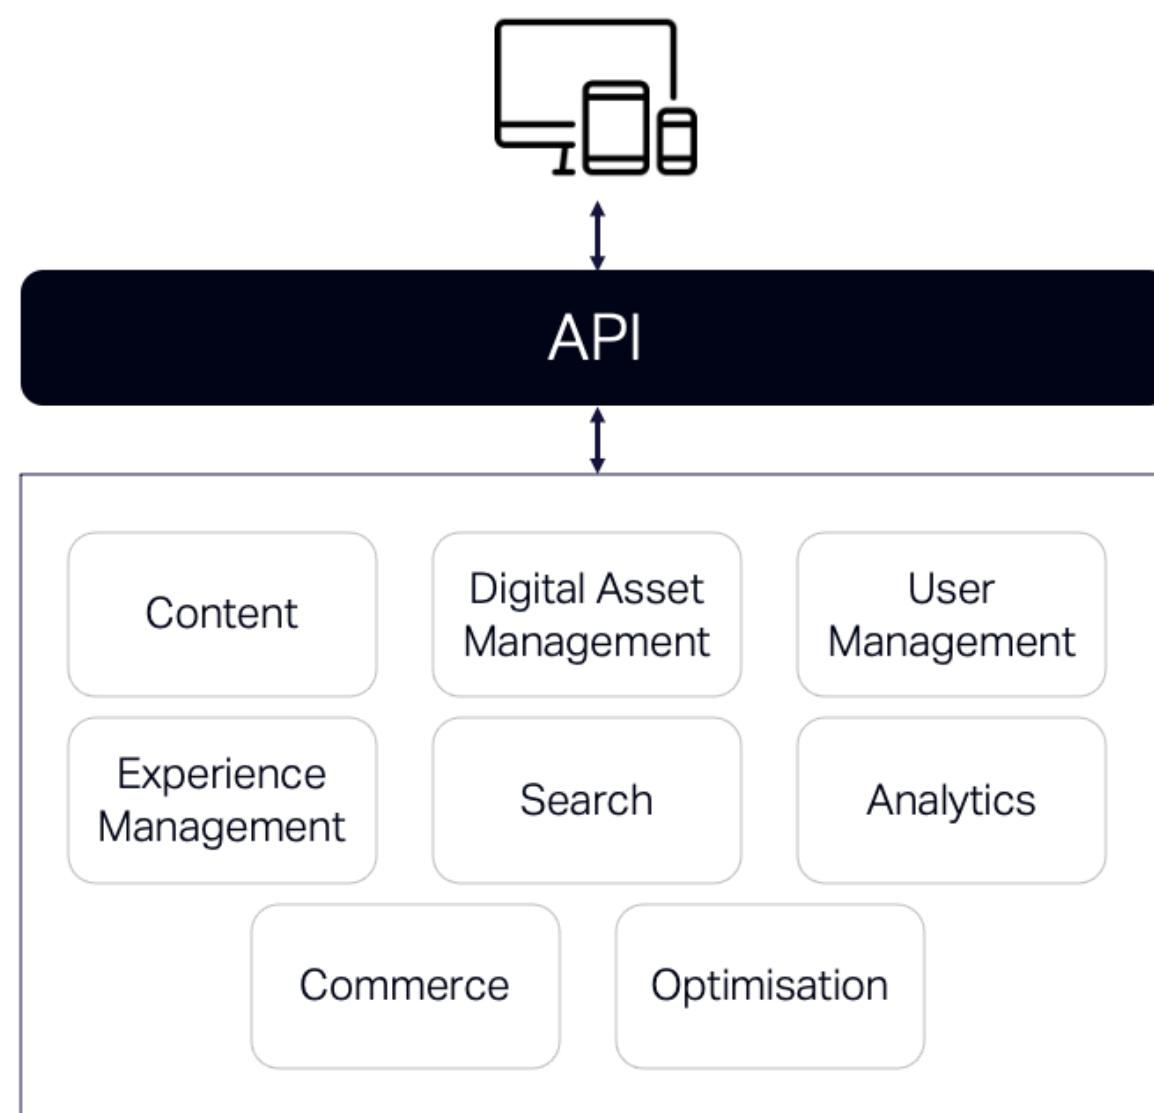 API
Content
Digital Asset
Management
User
Management
Experience
Management
Search
Analytics
Commerce
Optimisation